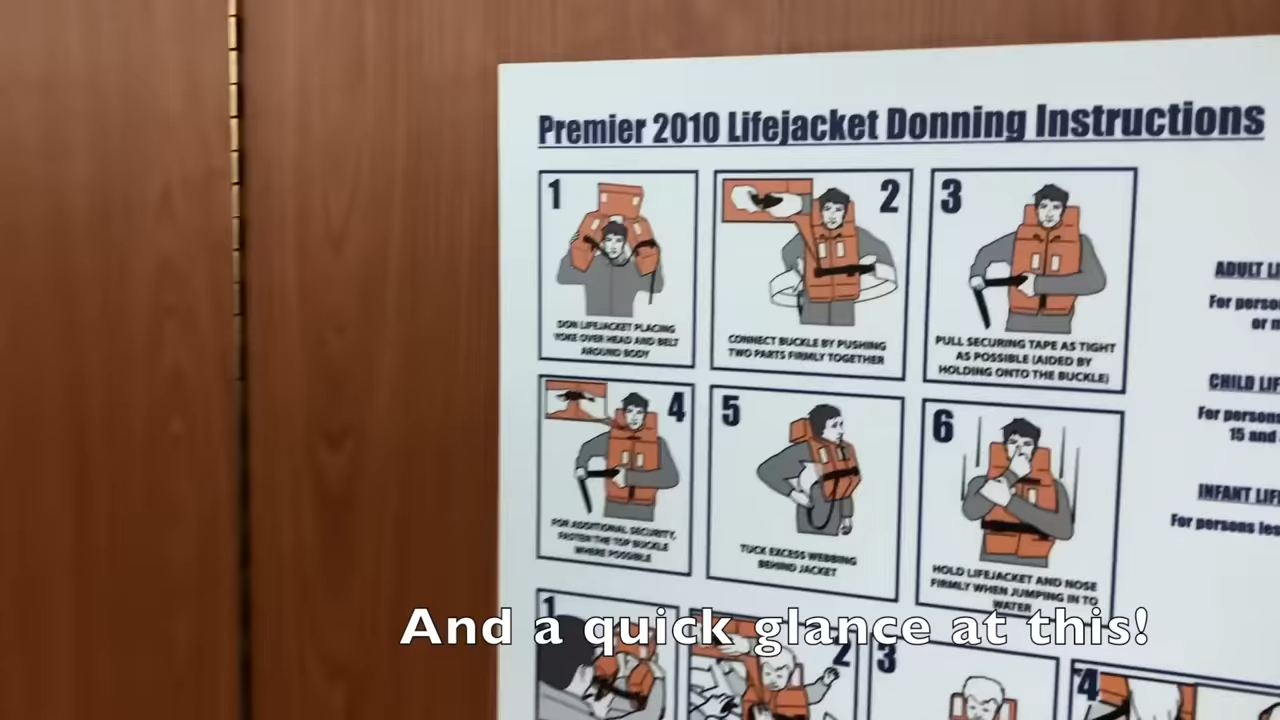 Premier 2010 Lifejacket Donning Instructions
1
DON LIFEJACKET PLACING
YOKE OVER HEAD AND BELT
AROUND BODY
2
CONNECT BUCKLE BY PUSHING
TWO PARTS FIRMLY TOGETHER
3
PULL SECURING TAPE AS TIGHT
AS POSSIBLE (AIDED BY
HOLDING ONTO THE BUCKLE)
4
FOR ADDITIONAL SECURITY,
FASTEN THE TOP BUCKLE
WHERE POSSIBLE
5
TUCK EXCESS WEBBING
BEHIND JACKET
6
HOLD LIFEJACKET AND NOSE
FIRMLY WHEN JUMPING IN TO
WATER
ADULT
For
or
CHILD
For
15 and
INFANT
For persons
And a quick glance at this!
1
2
3
4